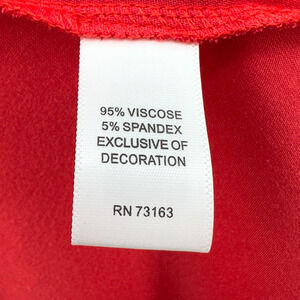 95% VISCOSE
5% SPANDEX
EXCLUSIVE OF
DECORATION
RN 73163